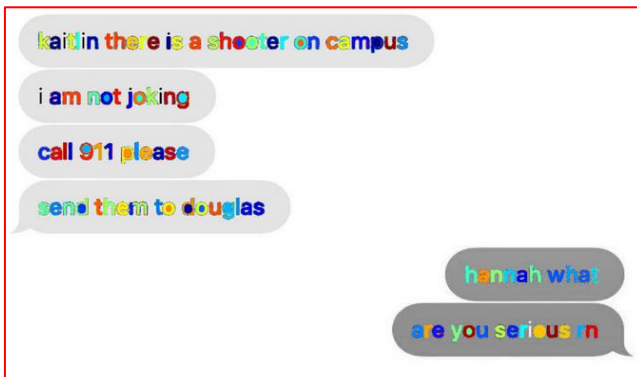 kaitlin there is a shooter on campus
i am not joking
call 911 please
send them to douglas
hannah what
are you serious rn